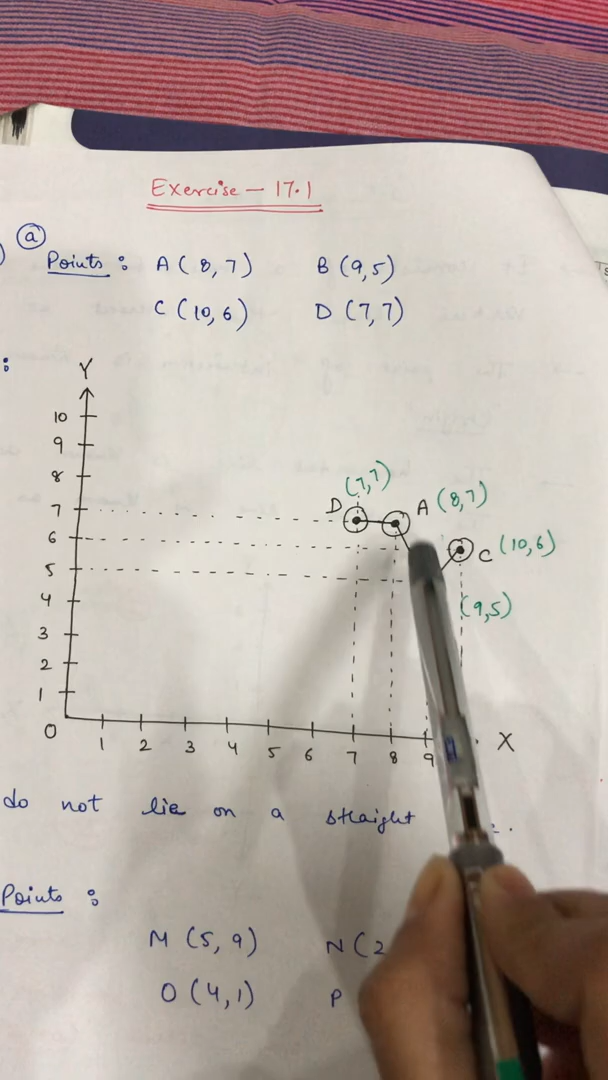 Exercise - 17.1
ⓐ
Points : A (8,7) B (9,5)
C (10,6) D (7,7)
:
Y
10
9
8
7
6
5
4
3
2
1
0
D (7,7)
A (8,7)
C (10,6)
(9,5)
1 2 3 4 5 6 7 8 9 X
do not lie on a straight
Points :
M (5,9) N (2
O (4,1) P